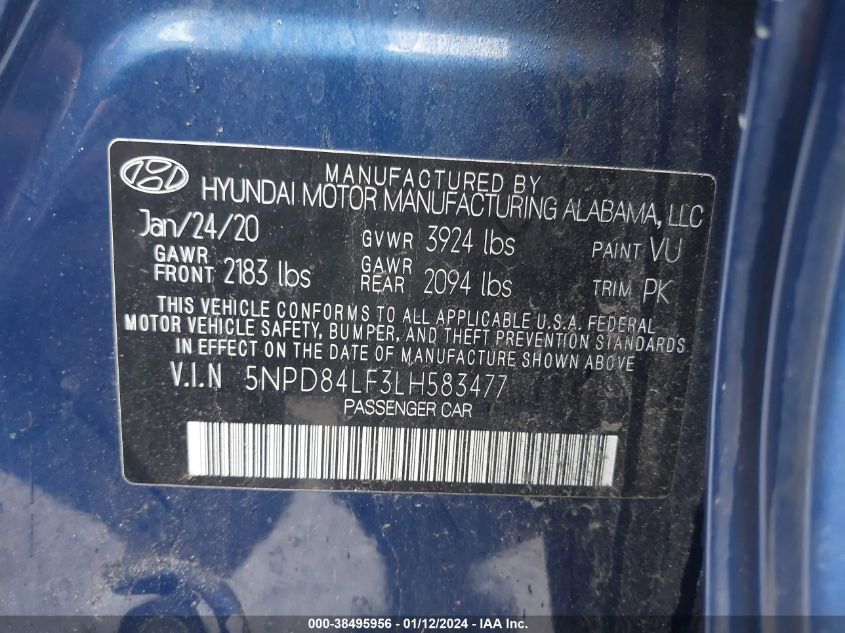 MANUFACTURED BY
HYUNDAI MOTOR MANUFACTURING ALABAMA, LLC
Jan/24/20 GVWR 3924 lbs PAINT VU
GAWR FRONT 2183 lbs GAWR REAR 2094 lbs TRIM PK
THIS VEHICLE CONFORMS TO ALL APPLICABLE U.S.A. FEDERAL
MOTOR VEHICLE SAFETY, BUMPER, AND THEFT PREVENTION STANDARDS
IN EFFECT ON THE DATE OF MANUFACTURE SHOWN ABOVE
V.I.N 5NPD84LF3LH583477
PASSENGER CAR
000-38495956 - 01/12/2024 - IAA Inc.